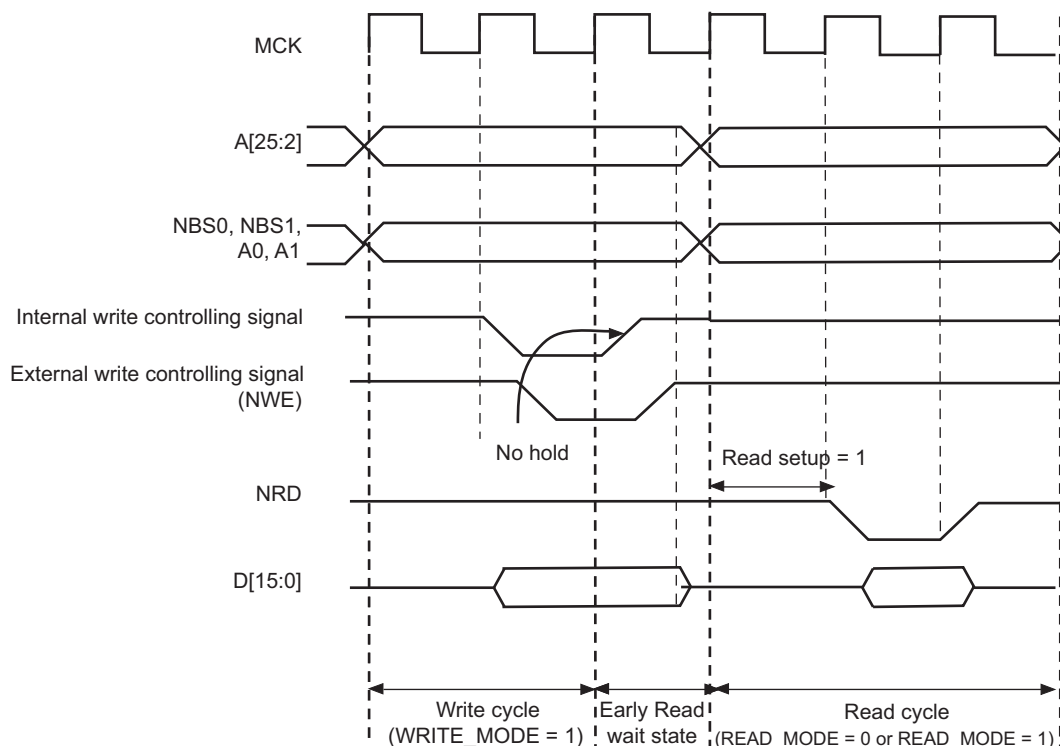 MCK
A[25:2]
NBS0, NBS1,
A0, A1
Internal write controlling signal
External write controlling signal
(NWE)
No hold
Read setup = 1
NRD
D[15:0]
Write cycle
(WRITE_MODE = 1)
Early Read
wait state
Read cycle
(READ_MODE = 0 or READ_MODE = 1)